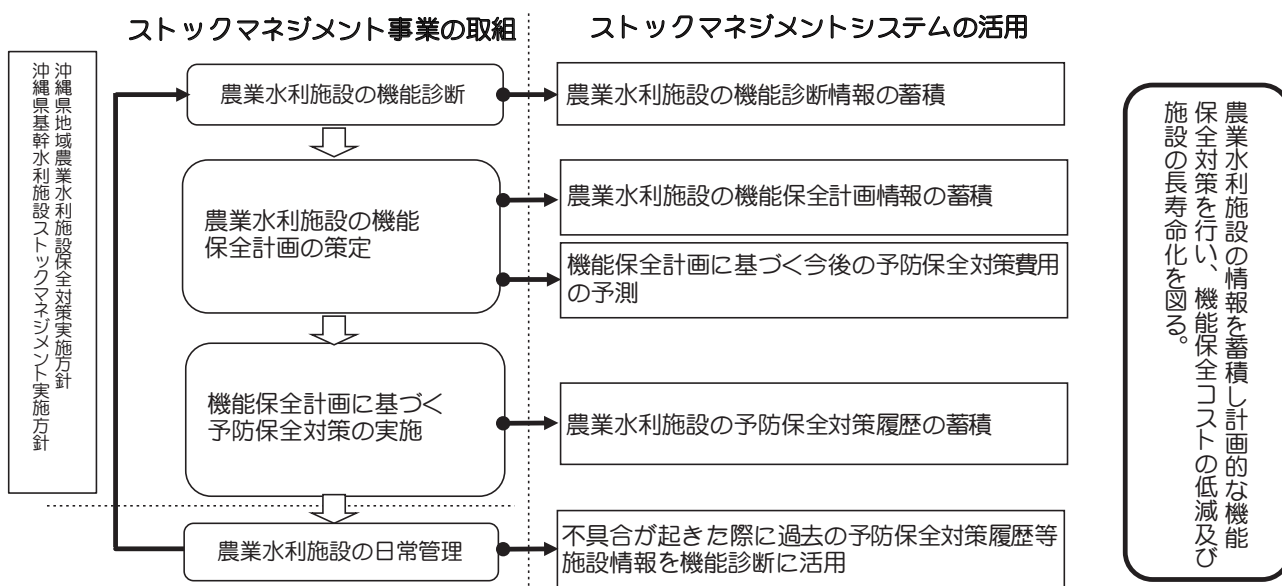 ストックマネジメント事業の取組
ストックマネジメントシステムの活用
沖縄県地域農業水利施設保全対策実施方針
沖縄県基幹水利施設ストックマネジメント実施方針
農業水利施設の機能診断
農業水利施設の機能診断情報の蓄積
農業水利施設の機能
保全計画の策定
農業水利施設の機能保全計画情報の蓄積
機能保全計画に基づく今後の予防保全対策費用
の予測
機能保全計画に基づく
予防保全対策の実施
農業水利施設の予防保全対策履歴の蓄積
農業水利施設の日常管理
不具合が起きた際に過去の予防保全対策履歴等
施設情報を機能診断に活用
農業水利施設の情報を蓄積し計画的な機能
保全対策を行い、機能保全コストの低減及び
施設の長寿命化を図る。